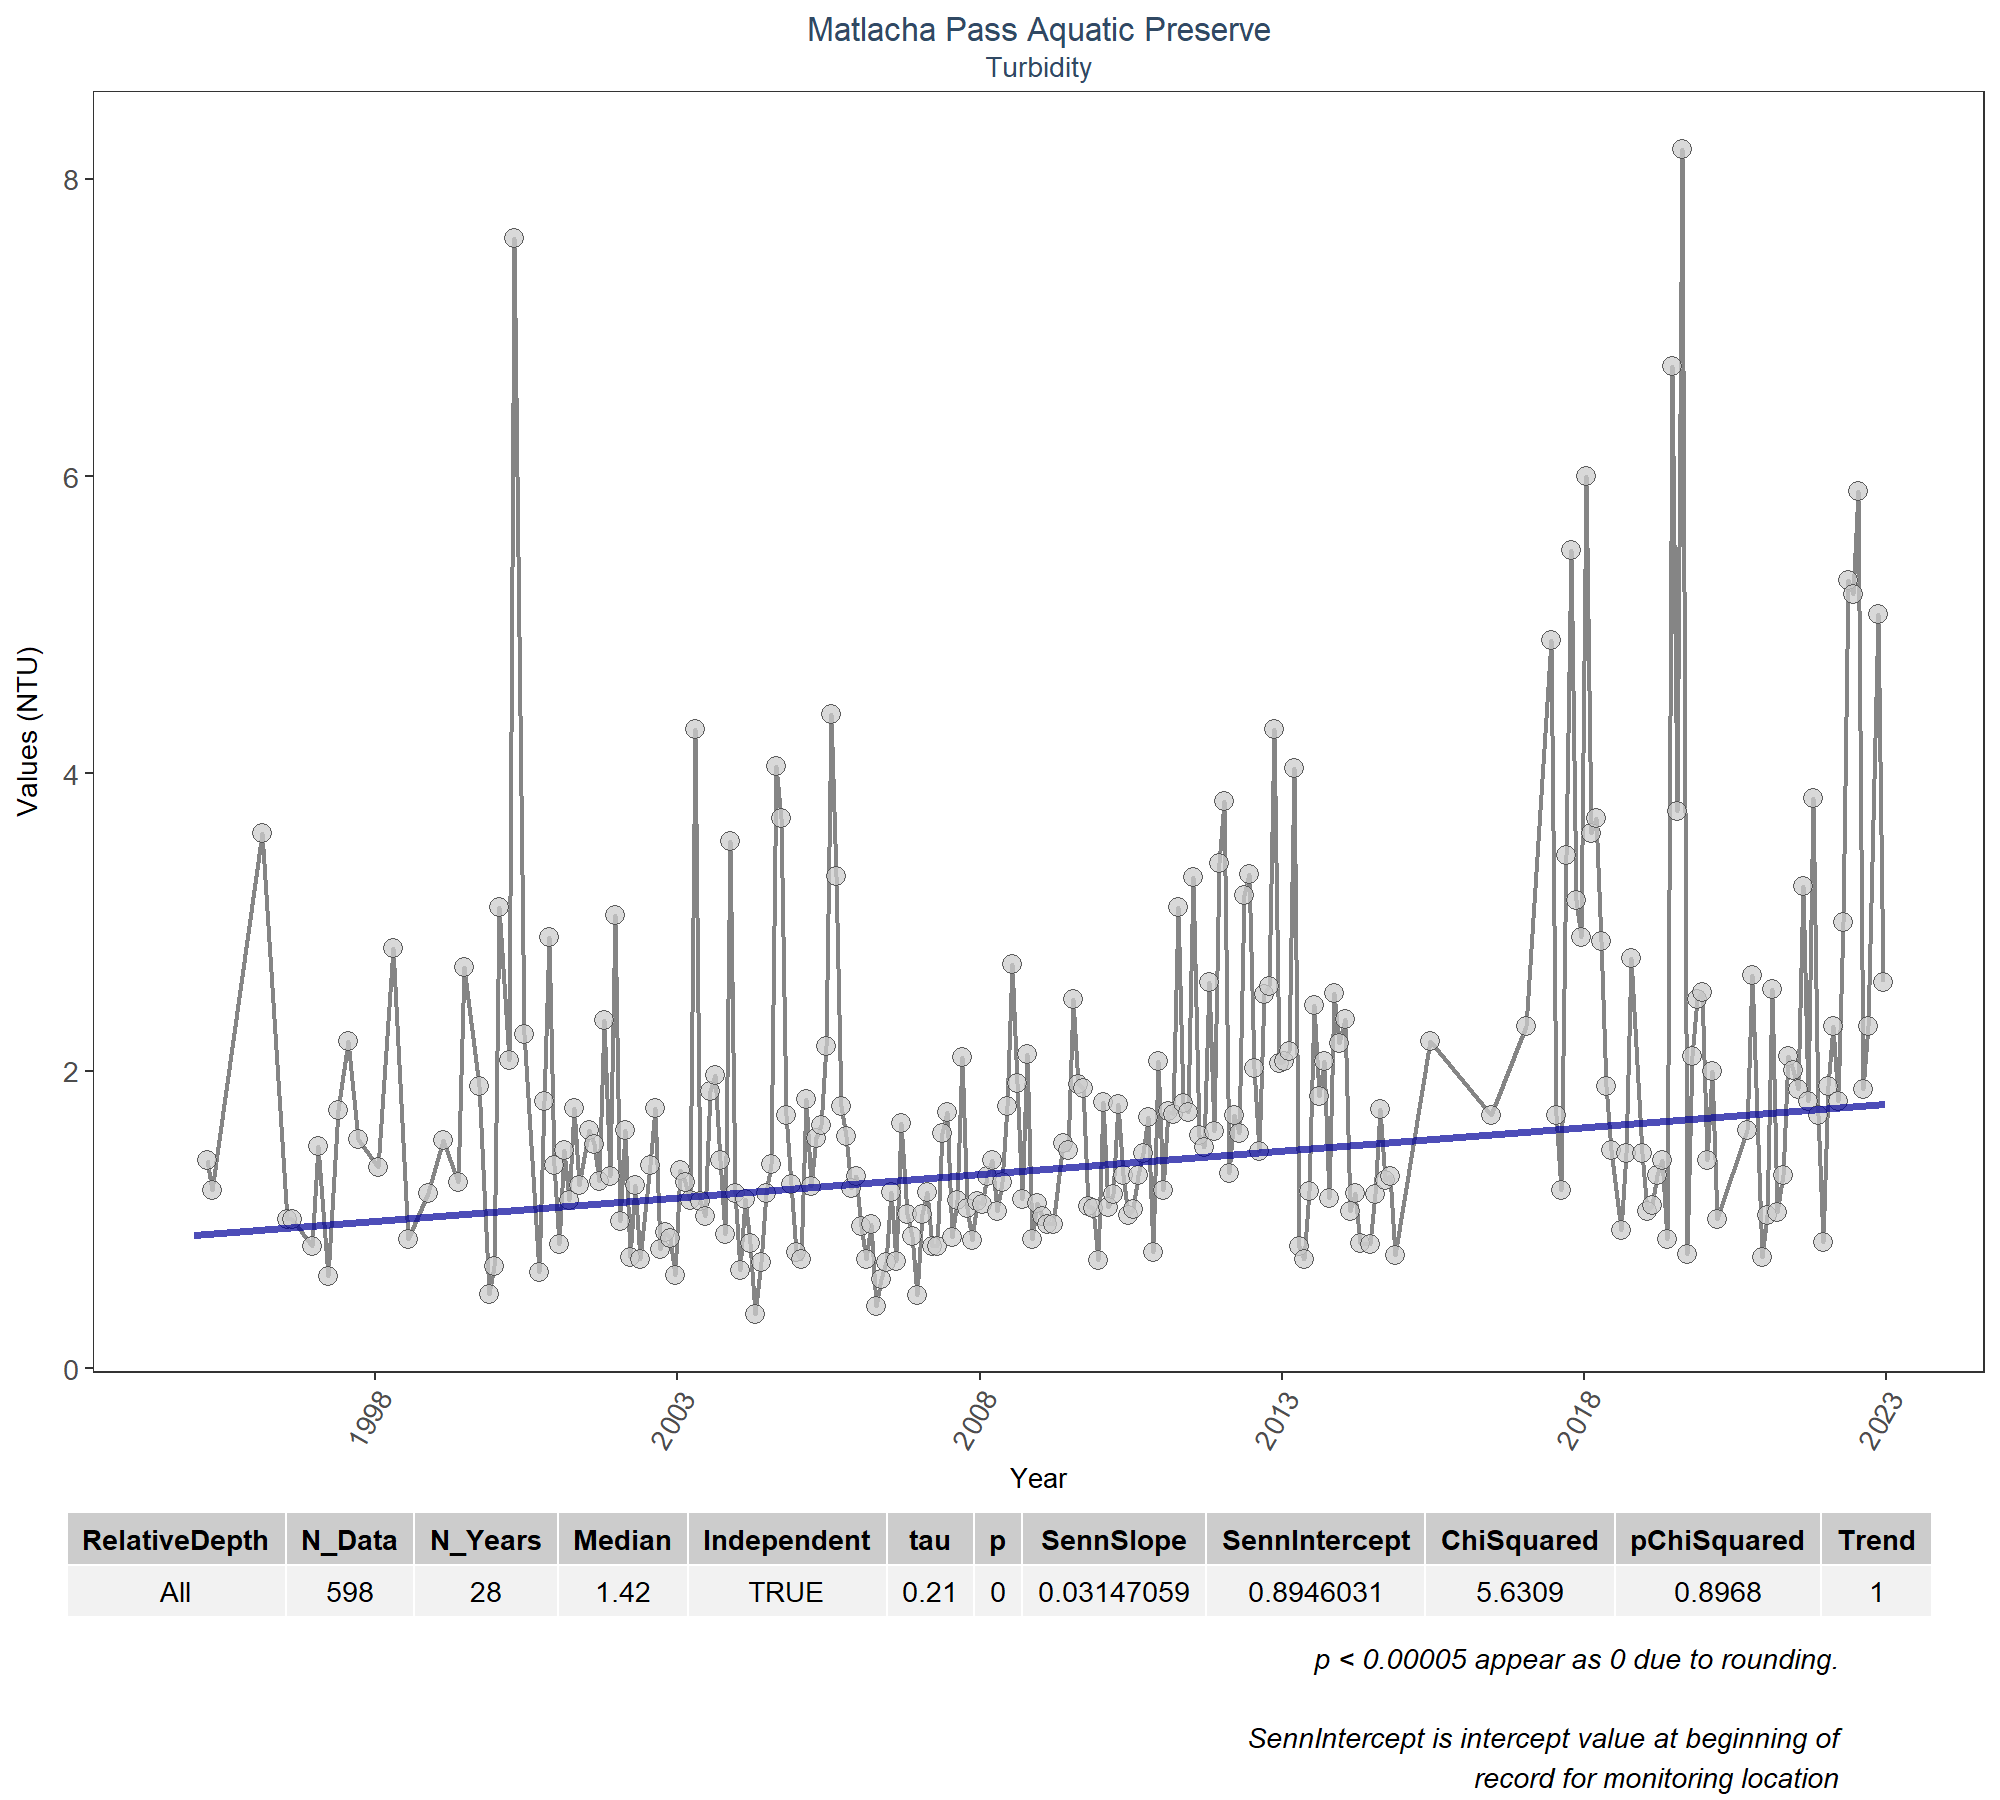 Matlacha Pass Aquatic Preserve
Turbidity
Values (NTU)
8
6
4
2
0
1998
2003
2008
2013
2018
2023
Year
RelativeDepth N_Data N_Years Median Independent tau p SennSlope SennIntercept ChiSquared pChiSquared Trend
All 598 28 1.42 TRUE 0.21 0 0.03147059 0.8946031 5.6309 0.8968 1
p < 0.00005 appear as 0 due to rounding.
SennIntercept is intercept value at beginning of
record for monitoring location